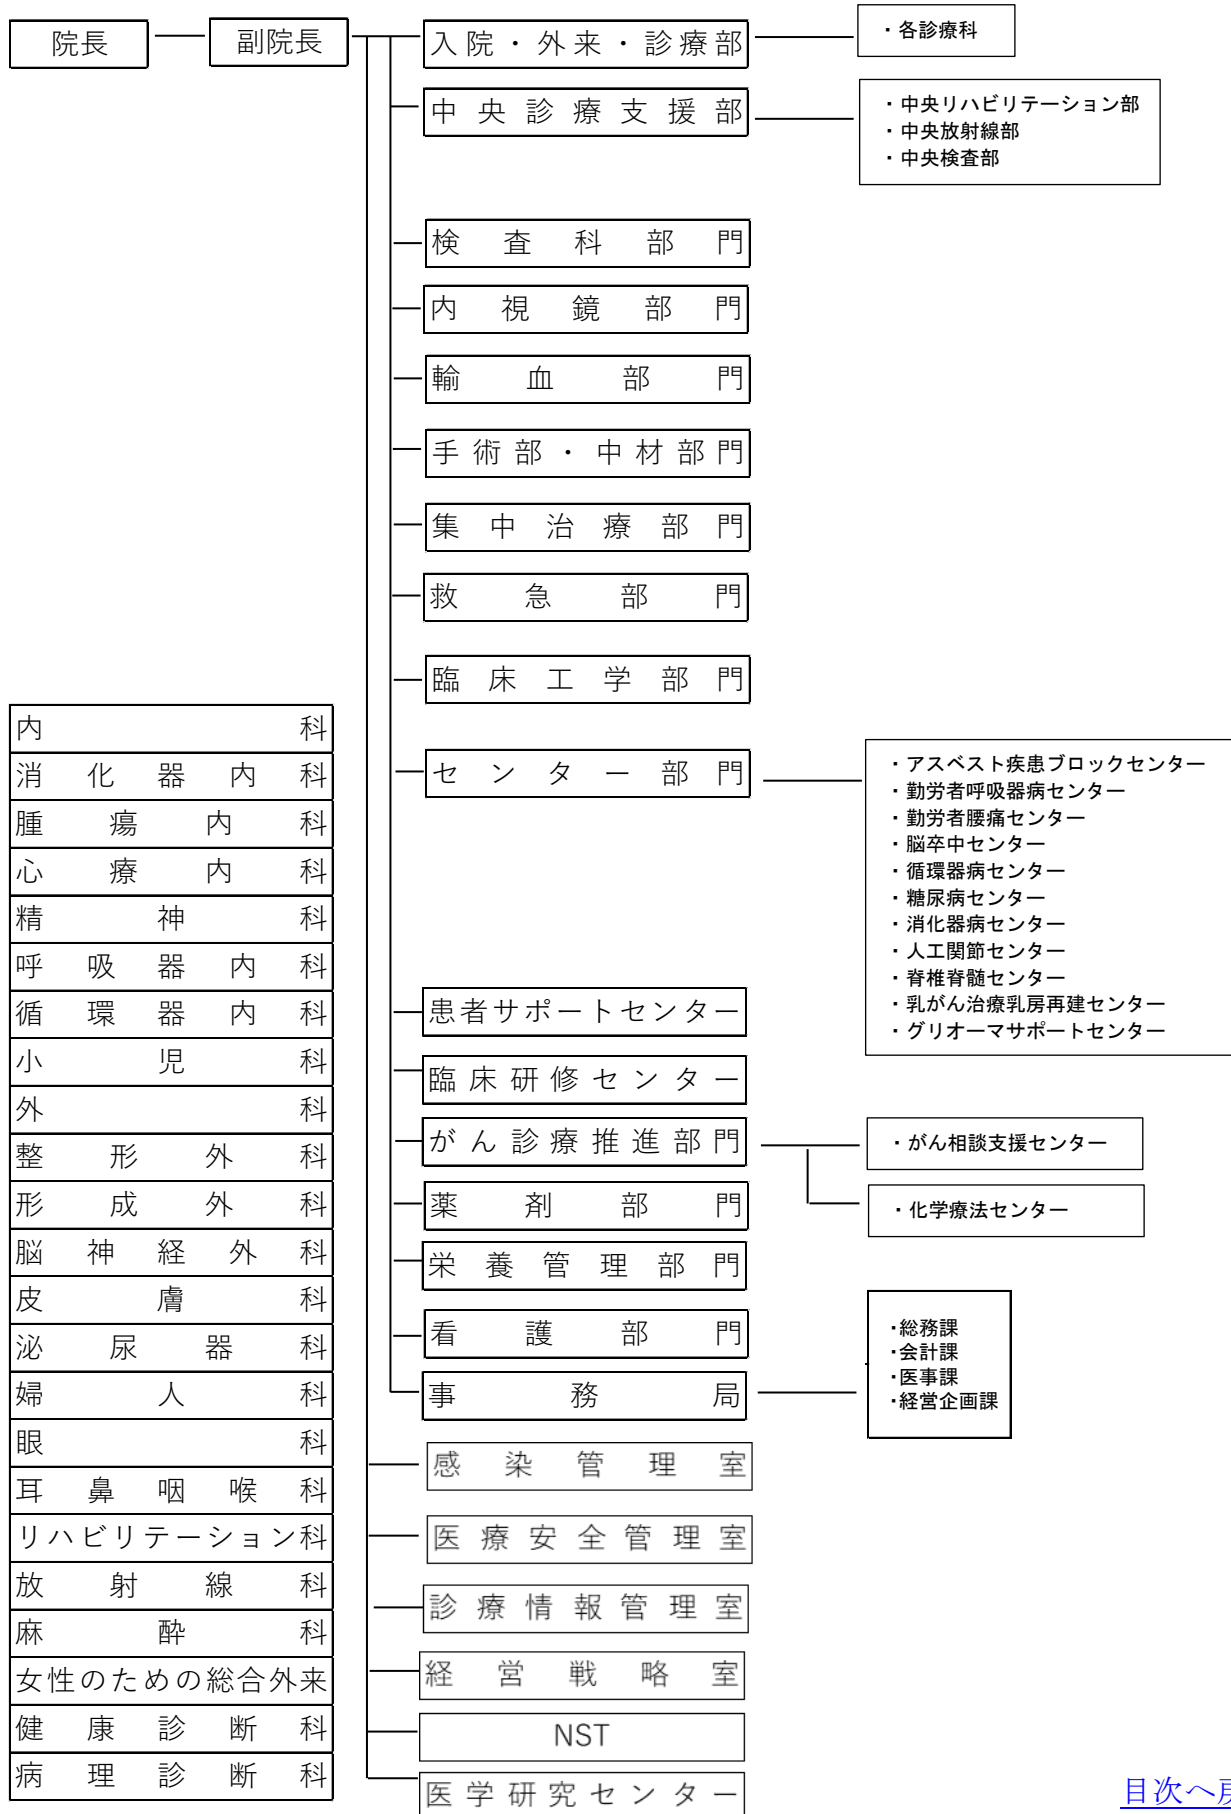 院長
副院長
入院・外来・診療部
・各診療科
中央診療支援部
・中央リハビリテーション部
・中央放射線部
・中央検査部
検査科部門
内視鏡部門
輸血部門
手術部・中材部門
集中治療部門
救急部門
臨床工学部門
センター部門
・アスベスト疾患ブロックセンター
・勤労者呼吸器病センター
・勤労者腰痛センター
・脳卒中センター
・循環器病センター
・糖尿病センター
・消化器病センター
・人工関節センター
・脊椎脊髄センター
・乳がん治療乳房再建センター
・グリオーマサポートセンター
患者サポートセンター
臨床研修センター
がん診療推進部門
・がん相談支援センター
・化学療法センター
薬剤部門
栄養管理部門
看護部門
事務局
・総務課
・会計課
・医事課
・経営企画課
感染管理室
医療安全管理室
診療情報管理室
経営戦略室
NST
医学研究センター
内科
消化器内科
腫瘍内科
心療内科
精神科
呼吸器内科
循環器内科
小児科
外科
整形外科
形成外科
脳神経外科
皮膚科
泌尿器科
婦人科
眼科
耳鼻咽喉科
リハビリテーション科
放射線科
麻酔科
女性のための総合外来
健康診断科
病理診断科
目次へ戻